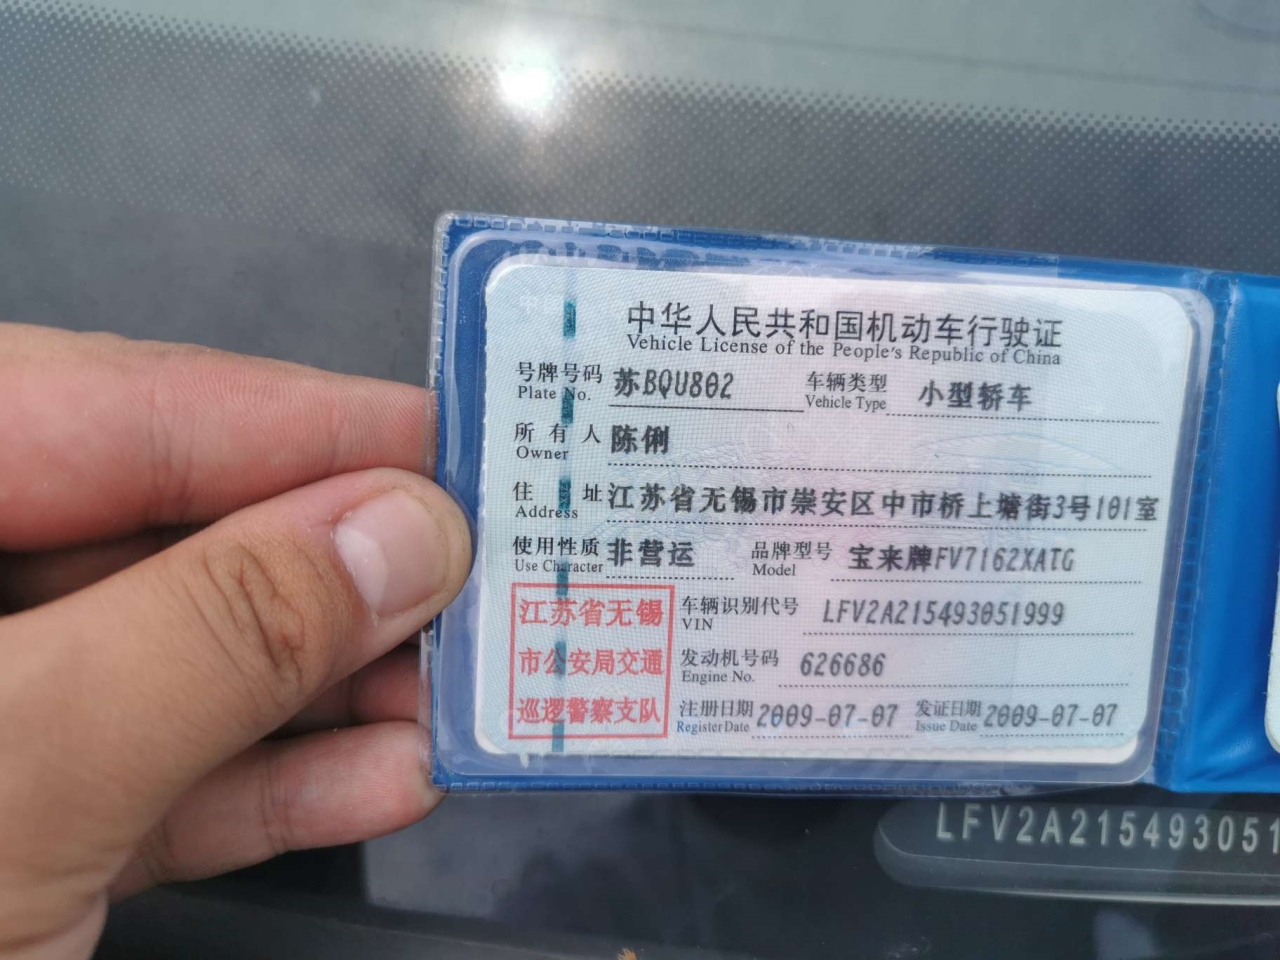 中华人民共和国机动车行驶证
Vehicle License of the People's Republic of China
号牌号码 苏BQU802 车辆类型 小型轿车
Plate No. Vehicle Type
所有人 陈俐
Owner
住址 江苏省无锡市崇安区中市桥上塘街3号101室
Address
使用性质 非营运 品牌型号 宝来牌FV7162XATG
Use Character Model
江苏省无锡
市公安局交通
巡逻警察支队
车辆识别代号 LFV2A215493051999
VIN
发动机号码 626686
Engine No.
注册日期 2009-07-07 发证日期 2009-07-07
Register Date Issue Date
LFV2A215493051